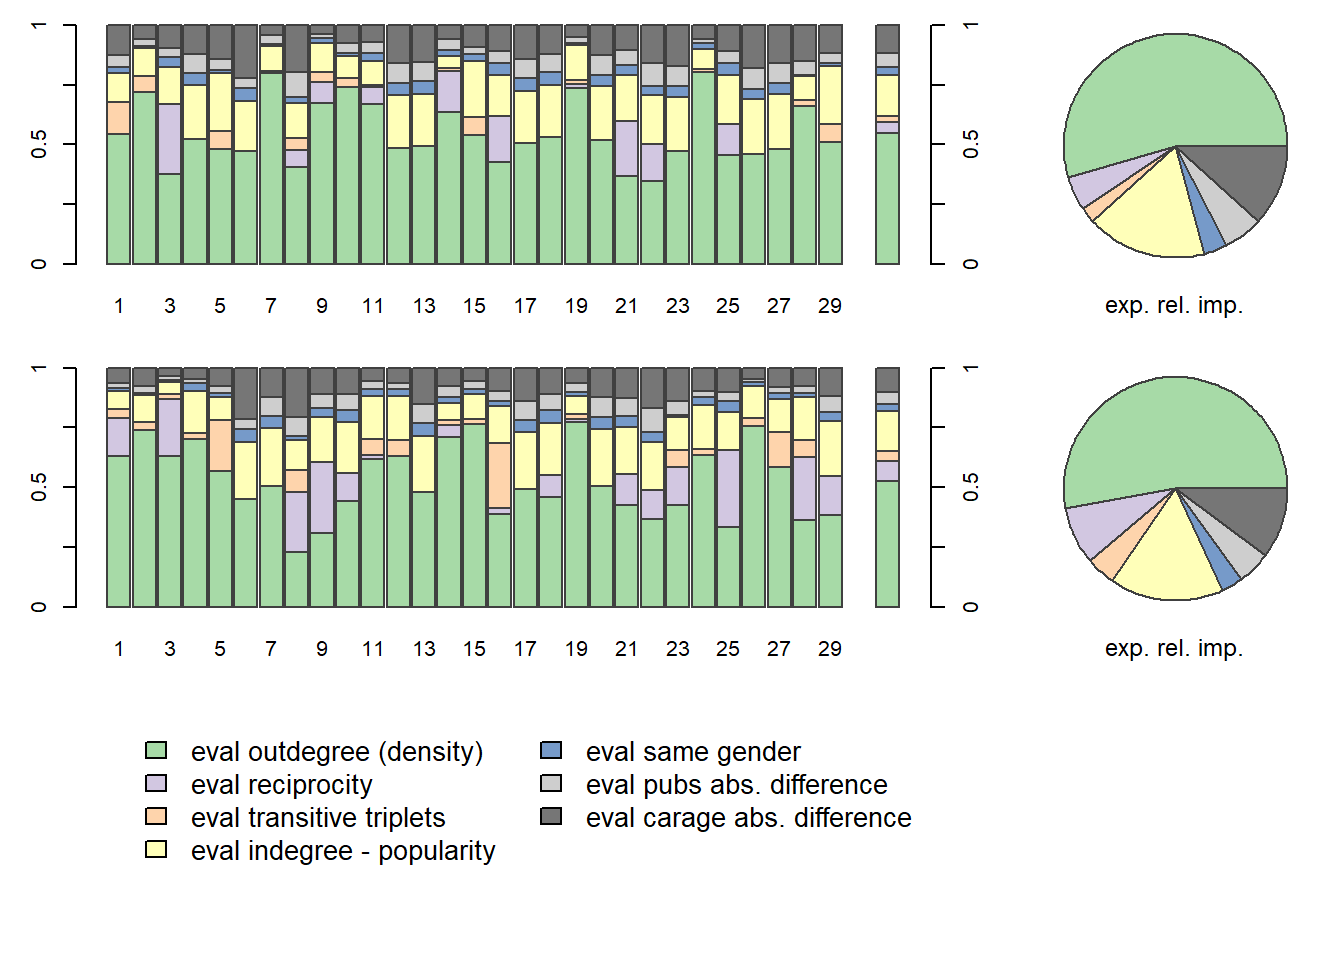 1
0.5
0
1
0.5
0
1 3 5 7 9 11 13 15 17 19 21 23 25 27 29
exp. rel. imp.
1
0.5
0
1
0.5
0
1 3 5 7 9 11 13 15 17 19 21 23 25 27 29
exp. rel. imp.
eval outdegree (density)
eval reciprocity
eval transitive triplets
eval indegree - popularity
eval same gender
eval pubs abs. difference
eval carage abs. difference